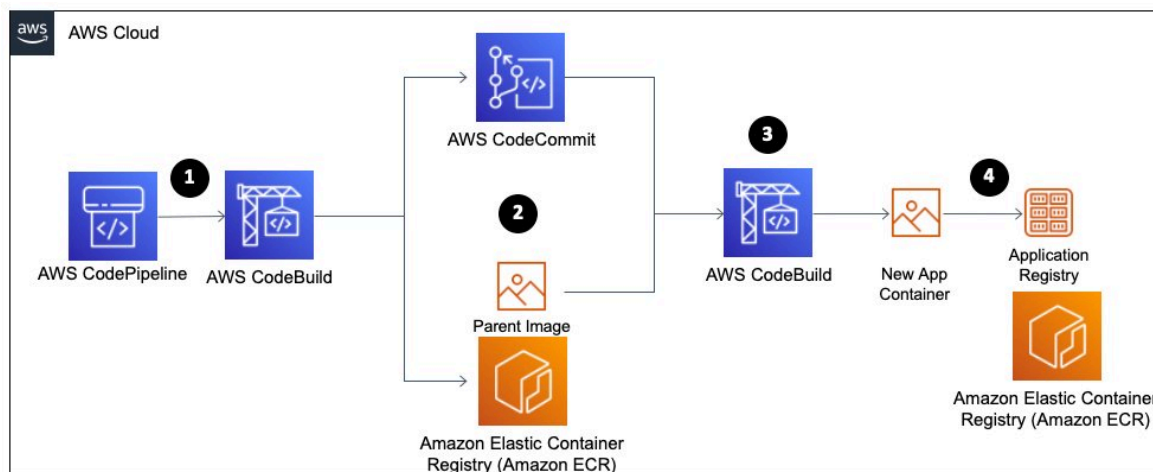 aws
AWS Cloud
AWS CodeCommit
1
2
3
4
AWS CodePipeline
AWS CodeBuild
Parent Image
AWS CodeBuild
New App
Container
Application
Registry
Amazon Elastic Container
Registry (Amazon ECR)
Amazon Elastic Container
Registry (Amazon ECR)